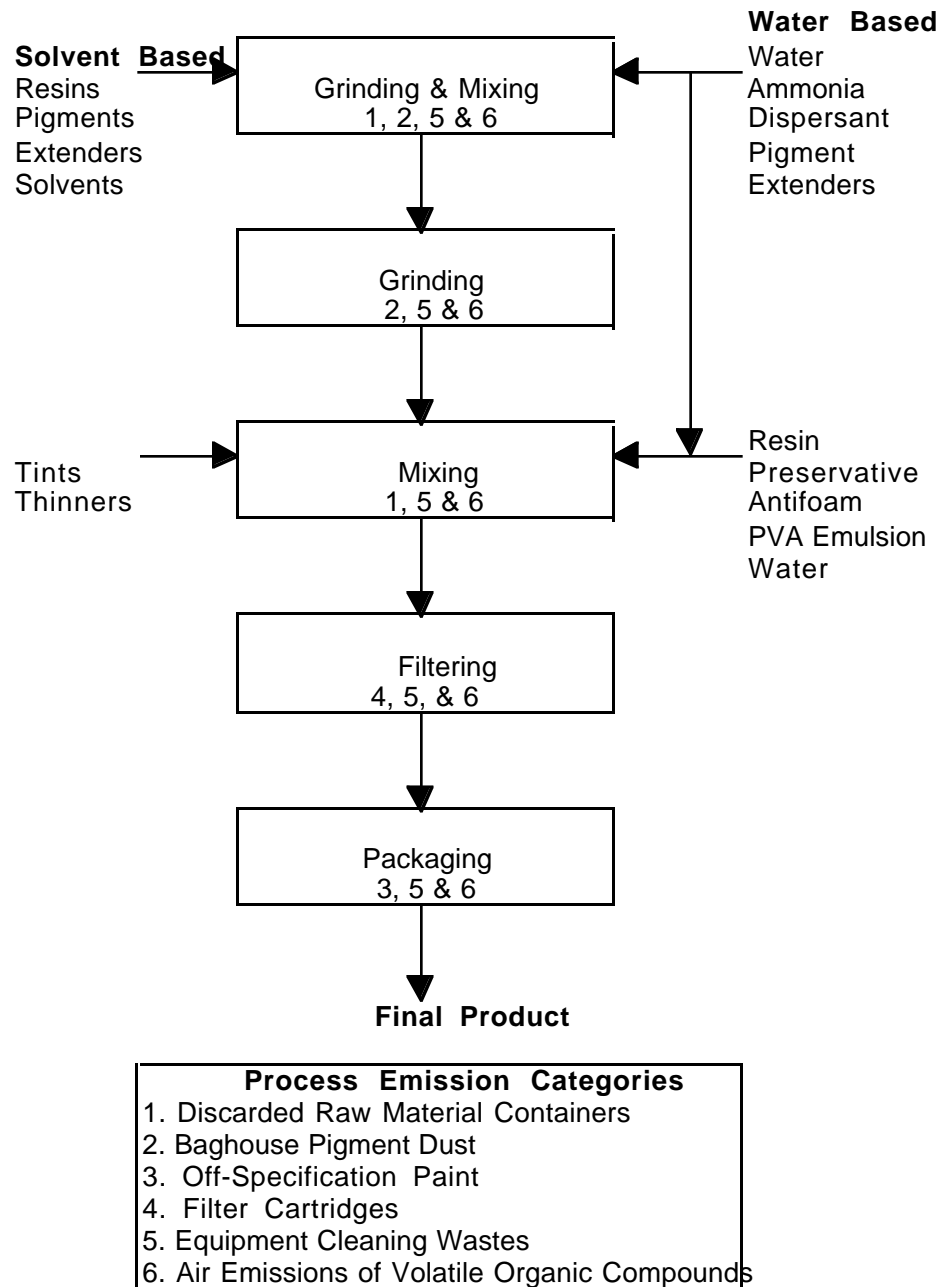 Water Based
Solvent Based
Resins
Pigments
Extenders
Solvents
Grinding & Mixing
1, 2, 5 & 6
Water
Ammonia
Dispersant
Pigment
Extenders
Grinding
2, 5 & 6
Tints
Thinners
Mixing
1, 5 & 6
Resin
Preservative
Antifoam
PVA Emulsion
Water
Filtering
4, 5, & 6
Packaging
3, 5 & 6
Final Product
Process Emission Categories
1. Discarded Raw Material Containers
2. Baghouse Pigment Dust
3. Off-Specification Paint
4. Filter Cartridges
5. Equipment Cleaning Wastes
6. Air Emissions of Volatile Organic Compounds